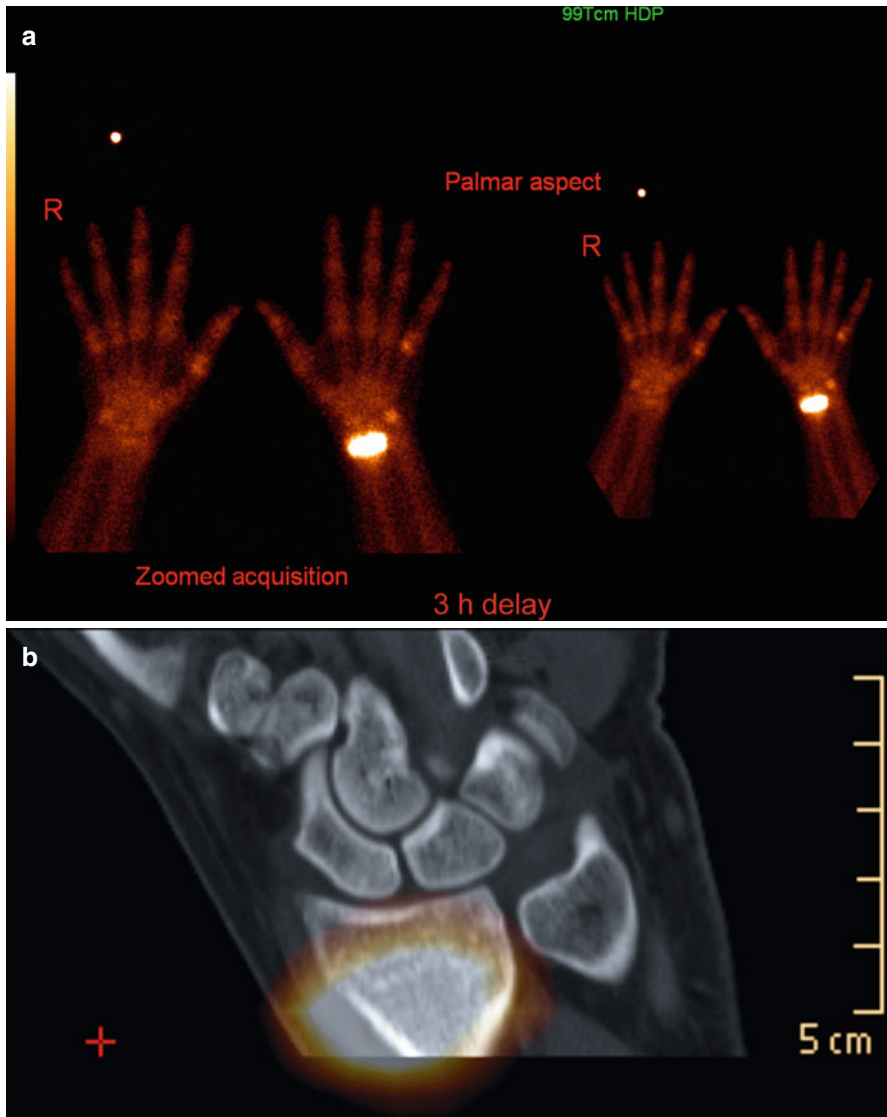 a
99Tcm HDP
Palmar aspect
R
R
Zoomed acquisition
3 h delay
b
5 cm